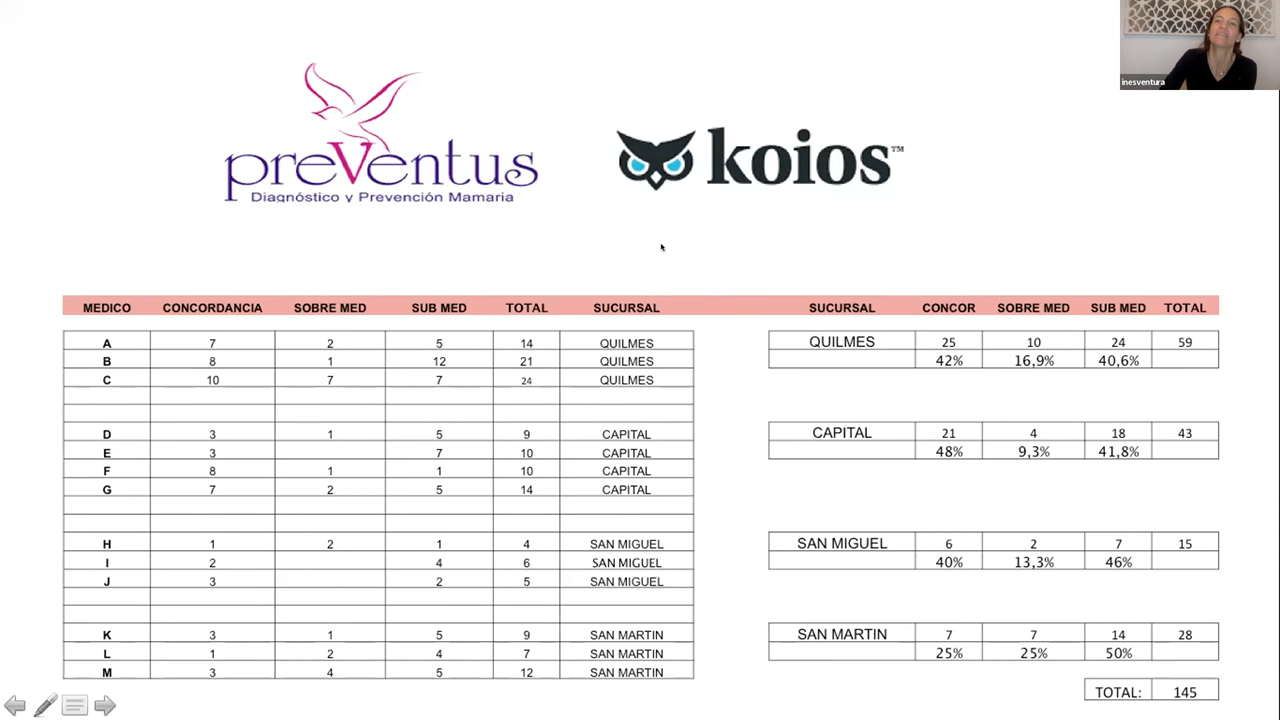 inesventura
preVentus
Diagnóstico y Prevención Mamaria
koios™
MEDICO CONCORDANCIA SOBRE MED SUB MED TOTAL SUCURSAL SUCURSAL CONCOR SOBRE MED SUB MED TOTAL
A 7 2 5 14 QUILMES QUILMES 25 10 24 59
B 8 1 12 21 QUILMES 42% 16,9% 40,6%
C 10 7 7 24 QUILMES
D 3 1 5 9 CAPITAL CAPITAL 21 4 18 43
E 3 7 10 CAPITAL 48% 9,3% 41,8%
F 8 1 1 10 CAPITAL
G 7 2 5 14 CAPITAL
H 1 2 1 4 SAN MIGUEL SAN MIGUEL 6 2 7 15
I 2 4 6 SAN MIGUEL 40% 13,3% 46%
J 3 2 5 SAN MIGUEL
K 3 1 5 9 SAN MARTIN SAN MARTIN 7 7 14 28
L 1 2 4 7 SAN MARTIN 25% 25% 50%
M 3 4 5 12 SAN MARTIN
TOTAL: 145